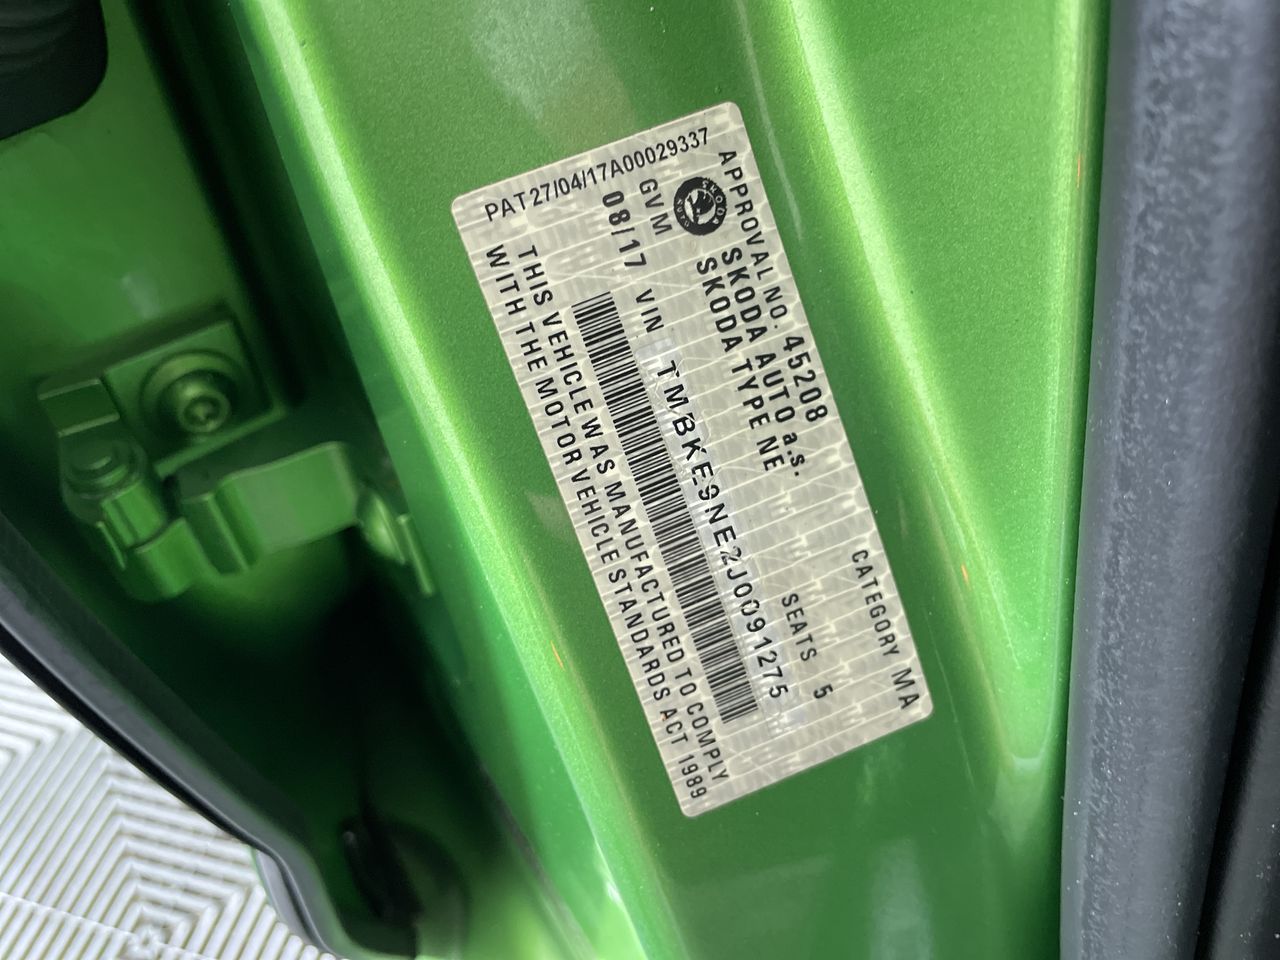 APPROVAL NO. 45208 CATEGORY MA
SKODA AUTO a.s.
SKODA TYPE NE SEATS 5
GVM VIN TMBKE9NE2J0091275
08/17
THIS VEHICLE WAS MANUFACTURED TO COMPLY
WITH THE MOTOR VEHICLE STANDARDS ACT 1989
PAT27/04/17A00029337
SKODA